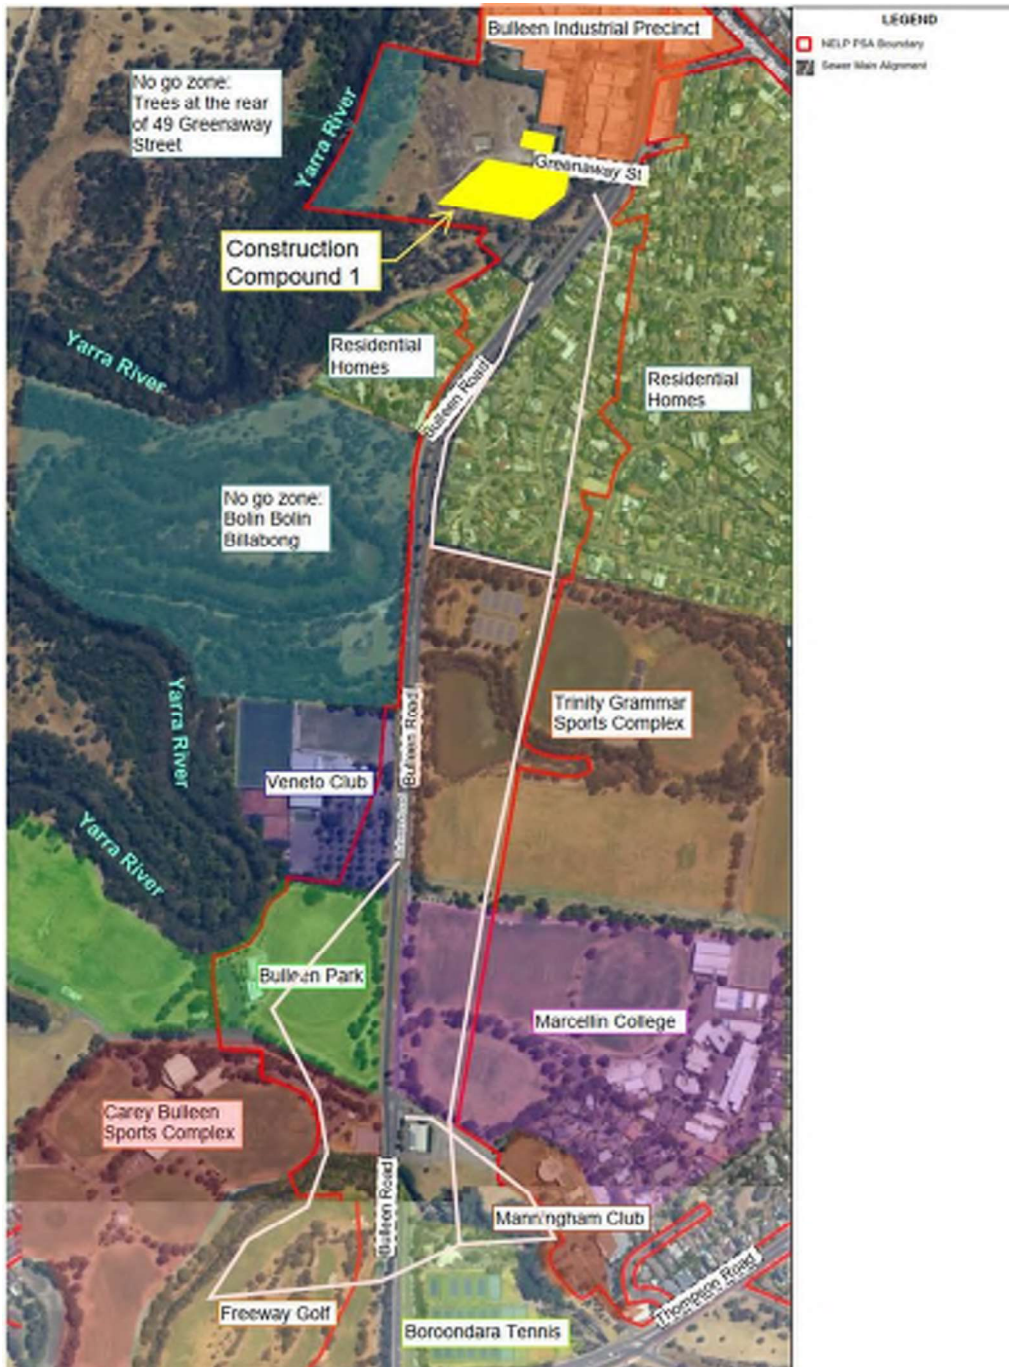 Bulleen Industrial Precinct
LEGEND
NELP PSA Boundary
Sewer Main Alignment
No go zone:
Trees at the rear
of 49 Greenaway
Street
Yarra River
Greenaway St
Construction
Compound 1
Yarra River
Residential
Homes
Bulleen Road
Residential
Homes
No go zone:
Bolin Bolin
Billabong
Yarra River
Bulleen Road
Trinity Grammar
Sports Complex
Veneto Club
Yarra River
Bulleen Park
Marcellin College
Carey Bulleen
Sports Complex
Bulleen Road
Manningham Club
Thompson Road
Freeway Golf
Boroondara Tennis